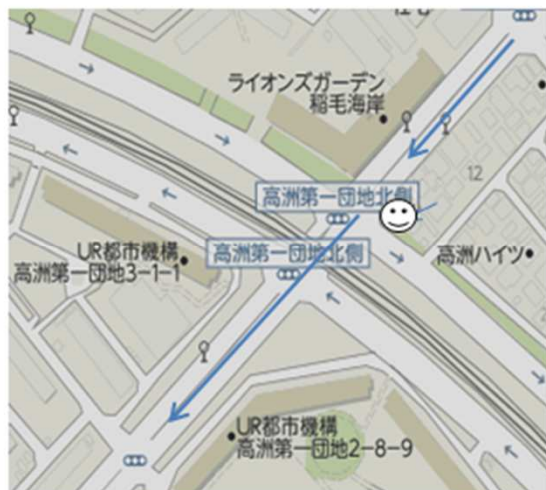 ライオンズガーデン
稲毛海岸
12
高洲第一団地北側
高洲第一団地北側
UR都市機構
高洲第一団地3-1-1
高洲ハイツ
UR都市機構
高洲第一団地2-8-9